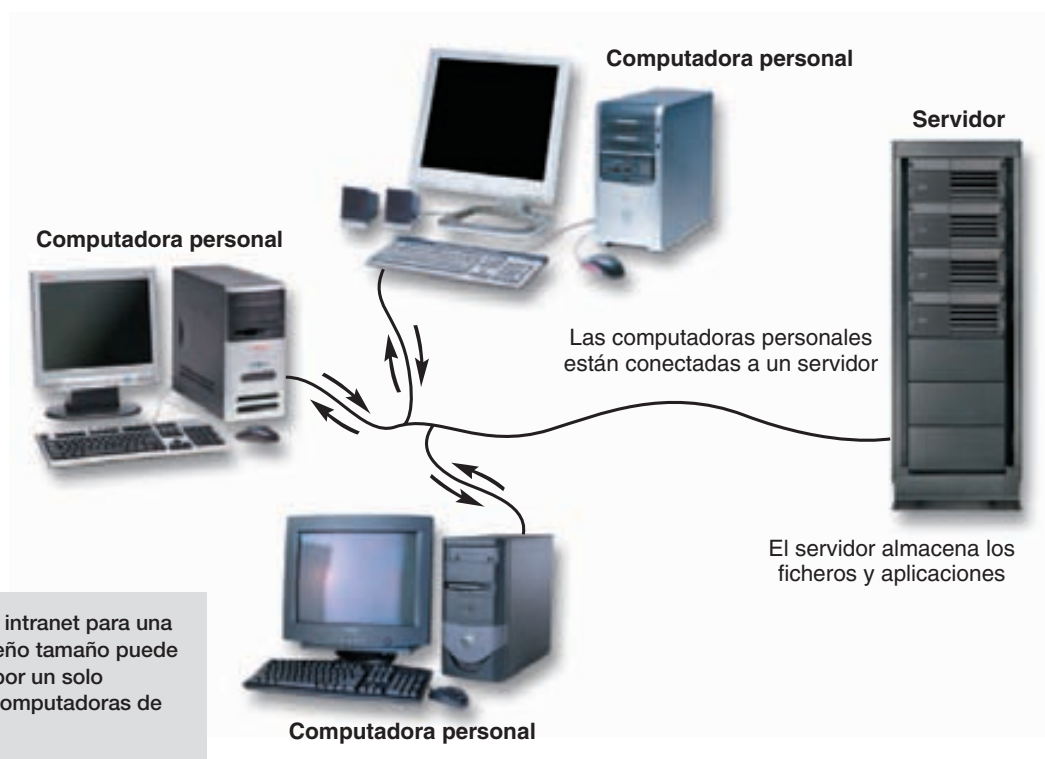 Computadora personal
Servidor
Computadora personal
Las computadoras personales
están conectadas a un servidor
El servidor almacena los
ficheros y aplicaciones
intranet para una
eño tamaño puede
por un solo
omputadoras de
Computadora personal